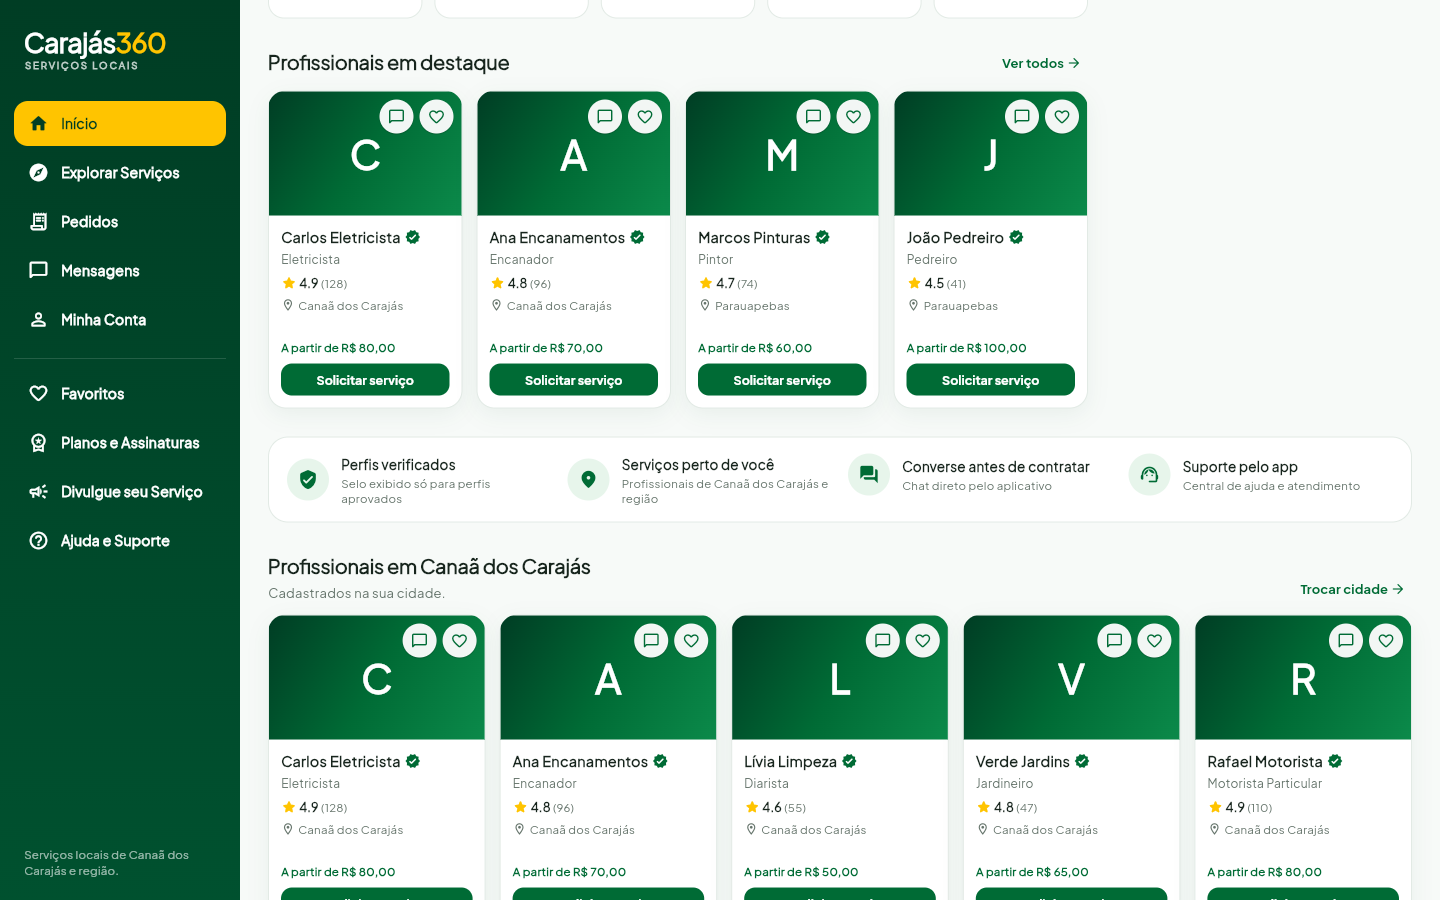 Carajás360
SERVIÇOS LOCAIS
Início
Explorar Serviços
Pedidos
Mensagens
Minha Conta
Favoritos
Planos e Assinaturas
Divulgue seu Serviço
Ajuda e Suporte
Serviços locais de Canaã dos
Carajás e região.
Profissionais em destaque
Ver todos
C
Carlos Eletricista
Eletricista
4.9 (128)
Canaã dos Carajás
A partir de R$ 80,00
Solicitar serviço
A
Ana Encanamentos
Encanador
4.8 (96)
Canaã dos Carajás
A partir de R$ 70,00
Solicitar serviço
M
Marcos Pinturas
Pintor
4.7 (74)
Parauapebas
A partir de R$ 60,00
Solicitar serviço
J
João Pedreiro
Pedreiro
4.5 (41)
Parauapebas
A partir de R$ 100,00
Solicitar serviço
Perfis verificados
Selo exibido só para perfis
aprovados
Serviços perto de você
Profissionais de Canaã dos Carajás e
região
Converse antes de contratar
Chat direto pelo aplicativo
Suporte pelo app
Central de ajuda e atendimento
Profissionais em Canaã dos Carajás
Cadastrados na sua cidade.
Trocar cidade
C
Carlos Eletricista
Eletricista
4.9 (128)
Canaã dos Carajás
A partir de R$ 80,00
A
Ana Encanamentos
Encanador
4.8 (96)
Canaã dos Carajás
A partir de R$ 70,00
L
Lívia Limpeza
Diarista
4.6 (55)
Canaã dos Carajás
A partir de R$ 50,00
V
Verde Jardins
Jardineiro
4.8 (47)
Canaã dos Carajás
A partir de R$ 65,00
R
Rafael Motorista
Motorista Particular
4.9 (110)
Canaã dos Carajás
A partir de R$ 80,00